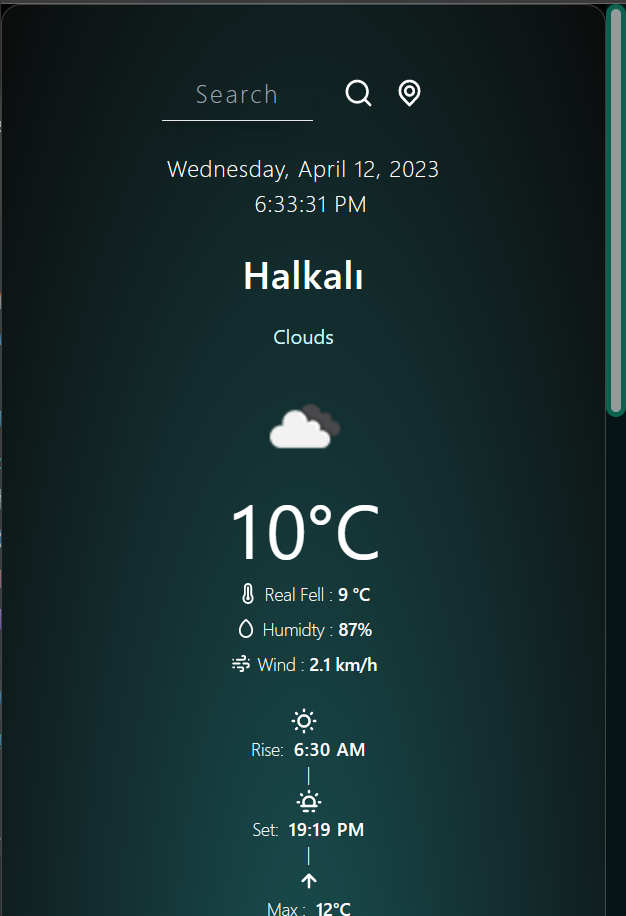 Search
Wednesday, April 12, 2023
6:33:31 PM
Halkalı
Clouds
10°C
Real Fell : 9 °C
Humidty : 87%
Wind : 2.1 km/h
Rise: 6:30 AM
|
Set: 19:19 PM
|
Max : 12°C